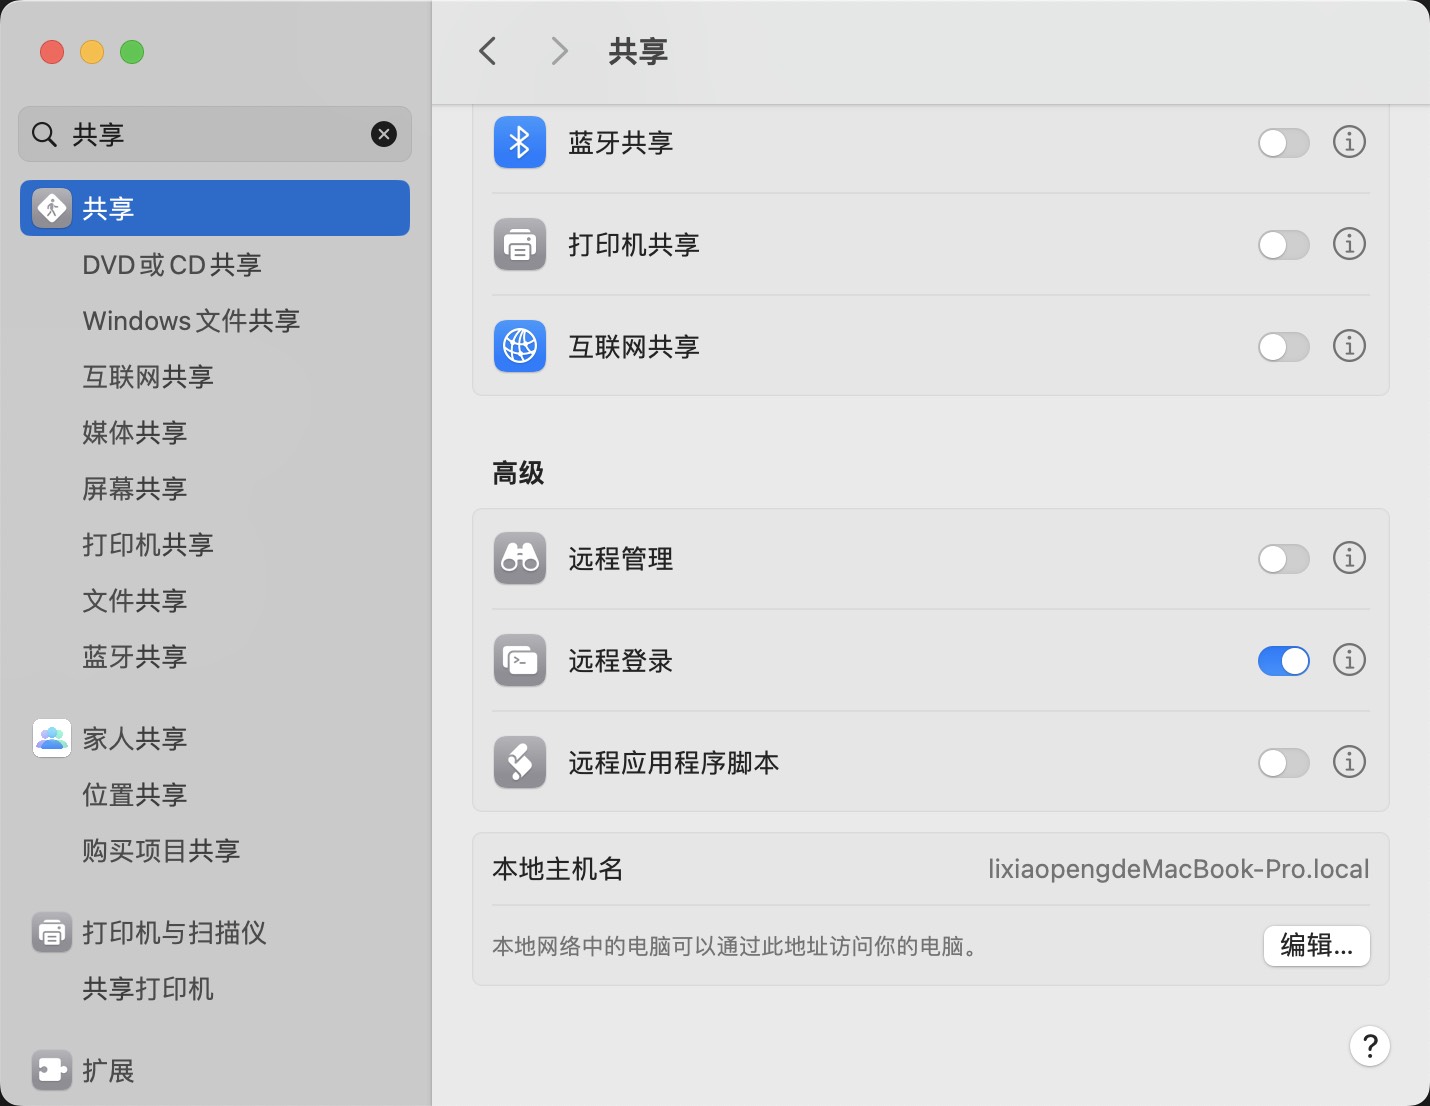 共享
共享
共享
DVD或CD共享
Windows文件共享
互联网共享
媒体共享
屏幕共享
打印机共享
文件共享
蓝牙共享
家人共享
位置共享
购买项目共享
打印机与扫描仪
共享打印机
扩展
蓝牙共享
打印机共享
互联网共享
高级
远程管理
远程登录
远程应用程序脚本
本地主机名 lixiaopengdeMacBook-Pro.local
本地网络中的电脑可以通过此地址访问你的电脑。 编辑...
?